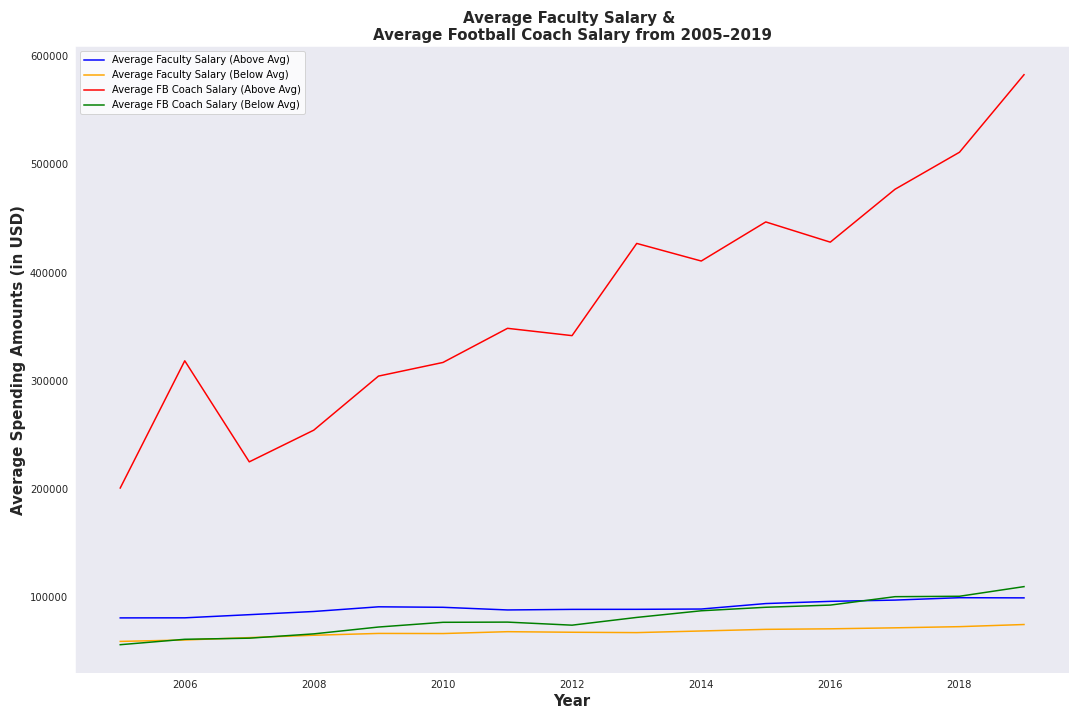 Average Faculty Salary &
Average Football Coach Salary from 2005–2019
Average Faculty Salary (Above Avg)
Average Faculty Salary (Below Avg)
Average FB Coach Salary (Above Avg)
Average FB Coach Salary (Below Avg)
600000
500000
400000
300000
200000
100000
Average Spending Amounts (in USD)
2006 2008 2010 2012 2014 2016 2018
Year